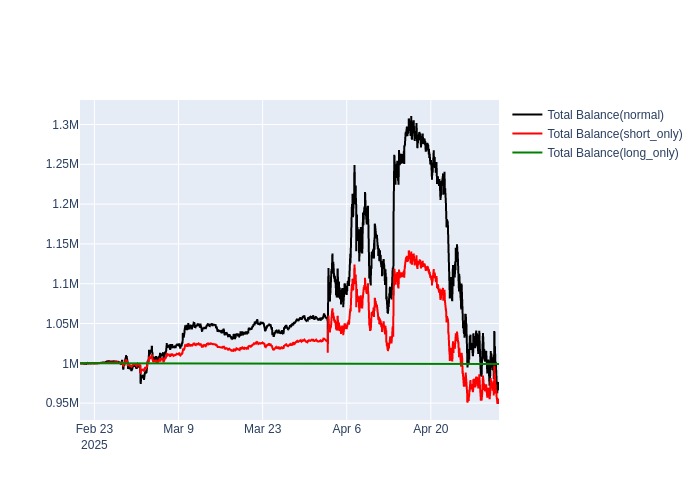 Total Balance(normal)
Total Balance(short_only)
Total Balance(long_only)
1.3M
1.25M
1.2M
1.15M
1.1M
1.05M
1M
0.95M
Feb 23
2025
Mar 9
Mar 23
Apr 6
Apr 20